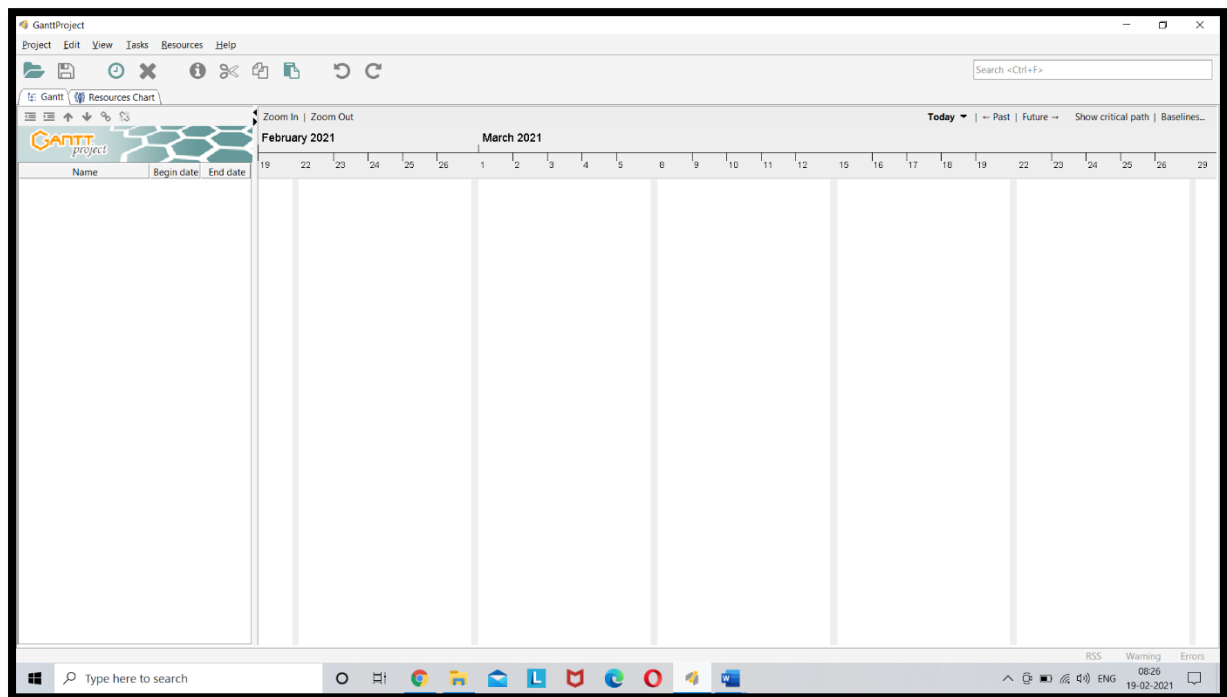 GanttProject
Project Edit View Tasks Resources Help
Search <Ctrl+F>
Gantt Resources Chart
Zoom In | Zoom Out Today | ← Past | Future → Show critical path | Baselines...
GANTT project
February 2021 March 2021
Name Begin date End date
19 22 23 24 25 26 1 2 3 4 5 8 9 10 11 12 15 16 17 18 19 22 23 24 25 26 29
RSS Warning Errors
Type here to search
L
W
ENG
08:26
19-02-2021